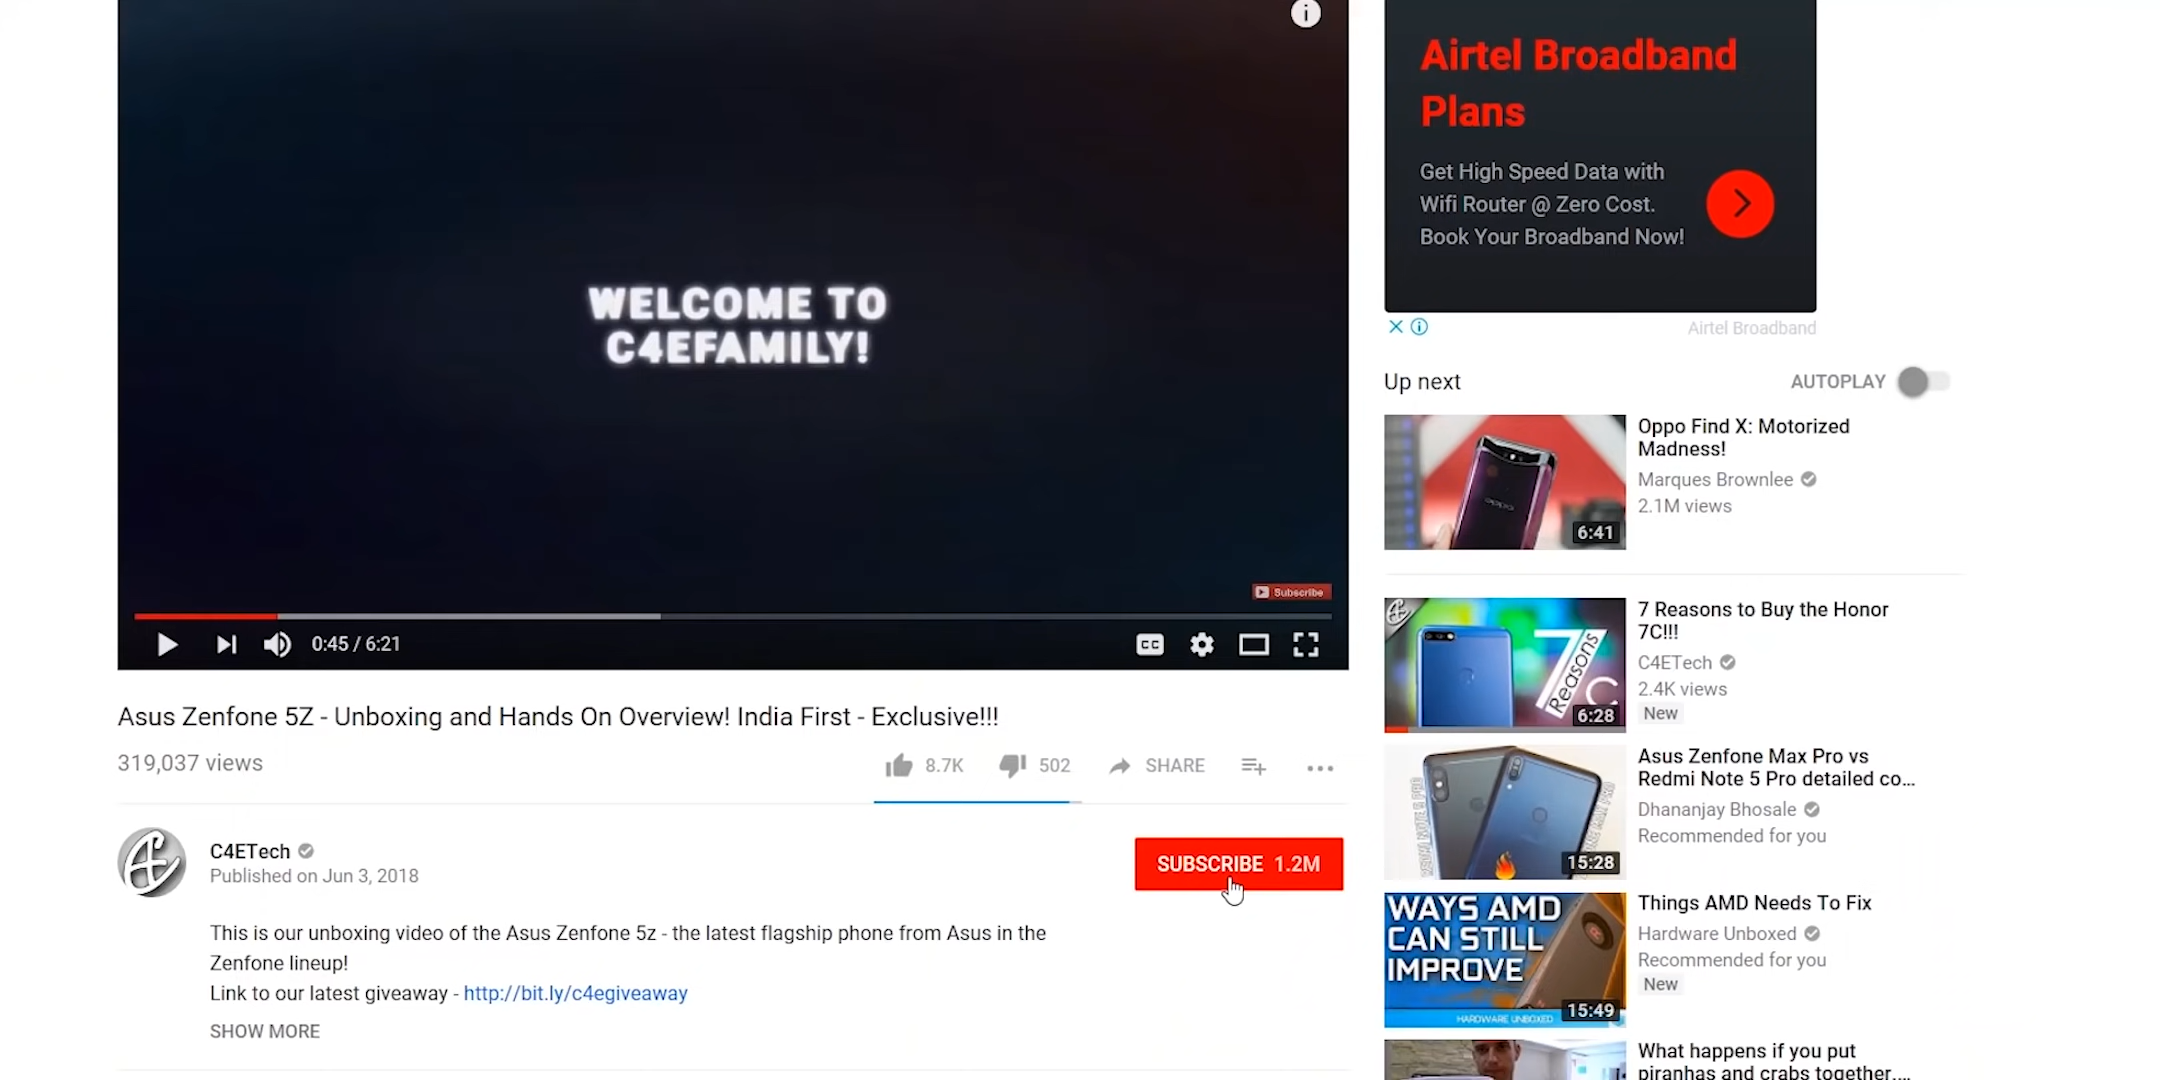 WELCOME TO
C4EFAMILY!
Subscribe
0:45 / 6:21
CC
Asus Zenfone 5Z - Unboxing and Hands On Overview! India First - Exclusive!!!
319,037 views
8.7K
502
SHARE
C4ETech
Published on Jun 3, 2018
SUBSCRIBE 1.2M
This is our unboxing video of the Asus Zenfone 5z - the latest flagship phone from Asus in the
Zenfone lineup!
Link to our latest giveaway - http://bit.ly/c4egiveaway
SHOW MORE
Airtel Broadband
Plans
Get High Speed Data with
Wifi Router @ Zero Cost.
Book Your Broadband Now!
Airtel Broadband
Up next
AUTOPLAY
oppo
6:41
Oppo Find X: Motorized
Madness!
Marques Brownlee
2.1M views
7 Reasons
C
6:28
7 Reasons to Buy the Honor
7C!!!
C4ETech
2.4K views
New
REDMI NOTE 5 PRO
15:28
Asus Zenfone Max Pro vs
Redmi Note 5 Pro detailed co...
Dhananjay Bhosale
Recommended for you
WAYS AMD
CAN STILL
IMPROVE
HARDWARE UNBOXED
15:49
Things AMD Needs To Fix
Hardware Unboxed
Recommended for you
New
What happens if you put
piranhas and crabs together....